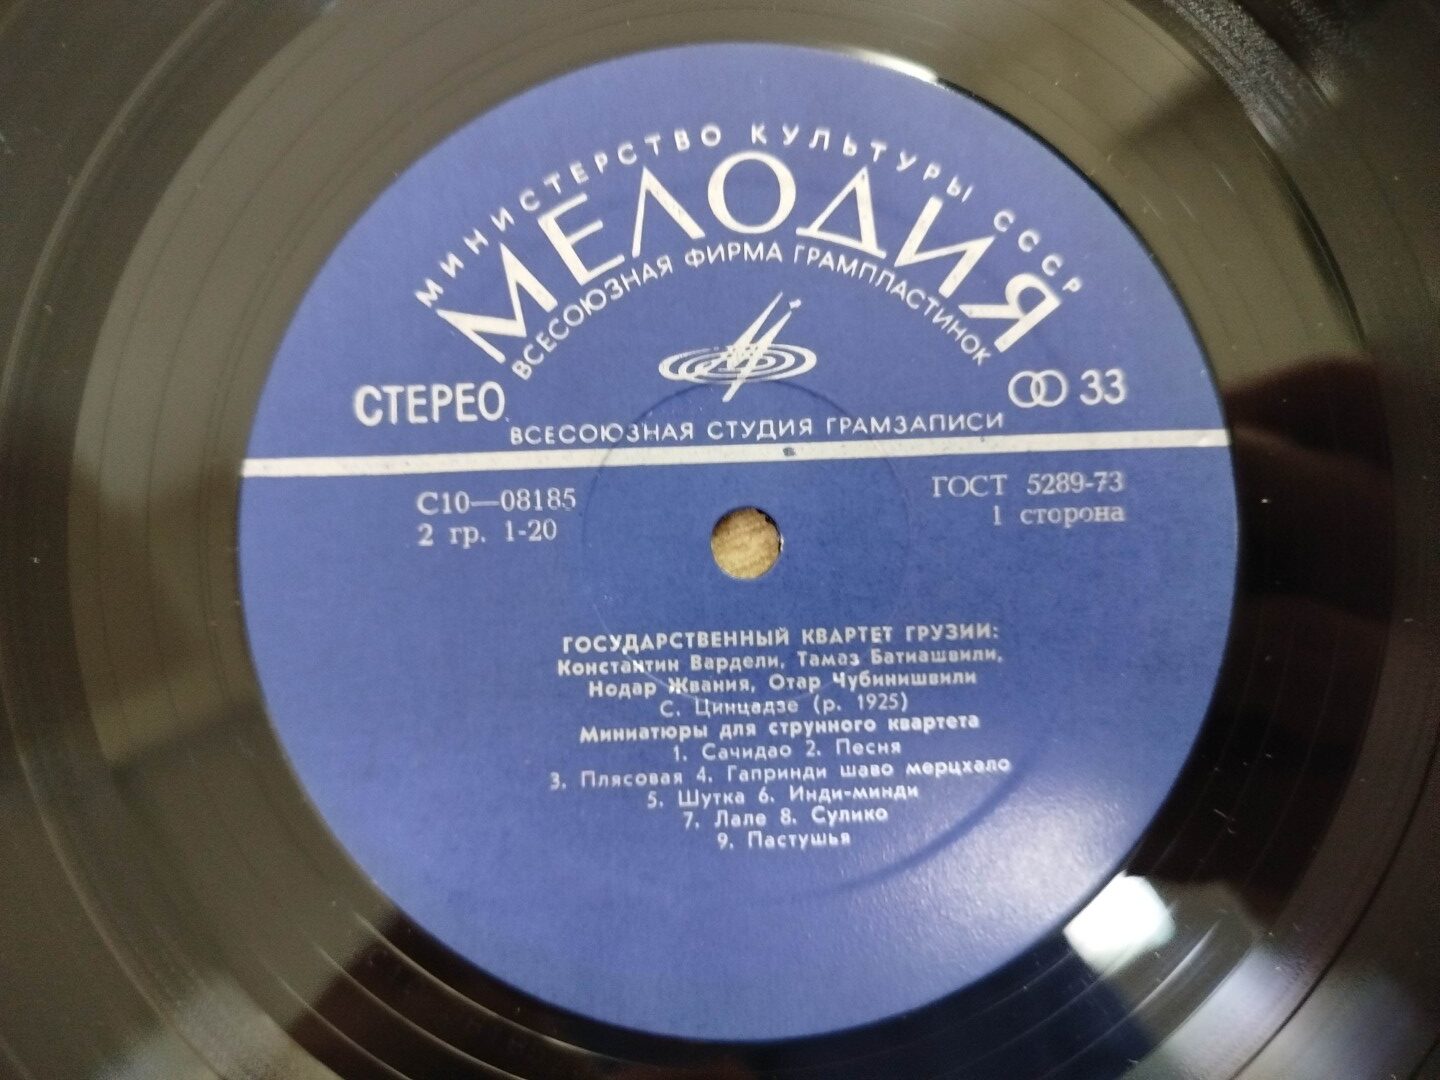 МИНИСТЕРСТВО КУЛЬТУРЫ СССР
МЕЛОДИЯ
ВСЕСОЮЗНАЯ ФИРМА ГРАМПЛАСТИНОК
СТЕРЕО 33
ВСЕСОЮЗНАЯ СТУДИЯ ГРАМЗАПИСИ
С10—08185 ГОСТ 5289-73
2 гр. 1-20 1 сторона
ГОСУДАРСТВЕННЫЙ КВАРТЕТ ГРУЗИИ:
Константин Вардели, Тамаз Батиашвили,
Нодар Жвания, Отар Чубинишвили
С. Цинцадзе (р. 1925)
Миниатюры для струнного квартета
1. Сачидао 2. Песня
3. Плясовая 4. Гапринди шаво мерцхало
5. Шутка 6. Инди-минди
7. Лале 8. Сулико
9. Пастушья